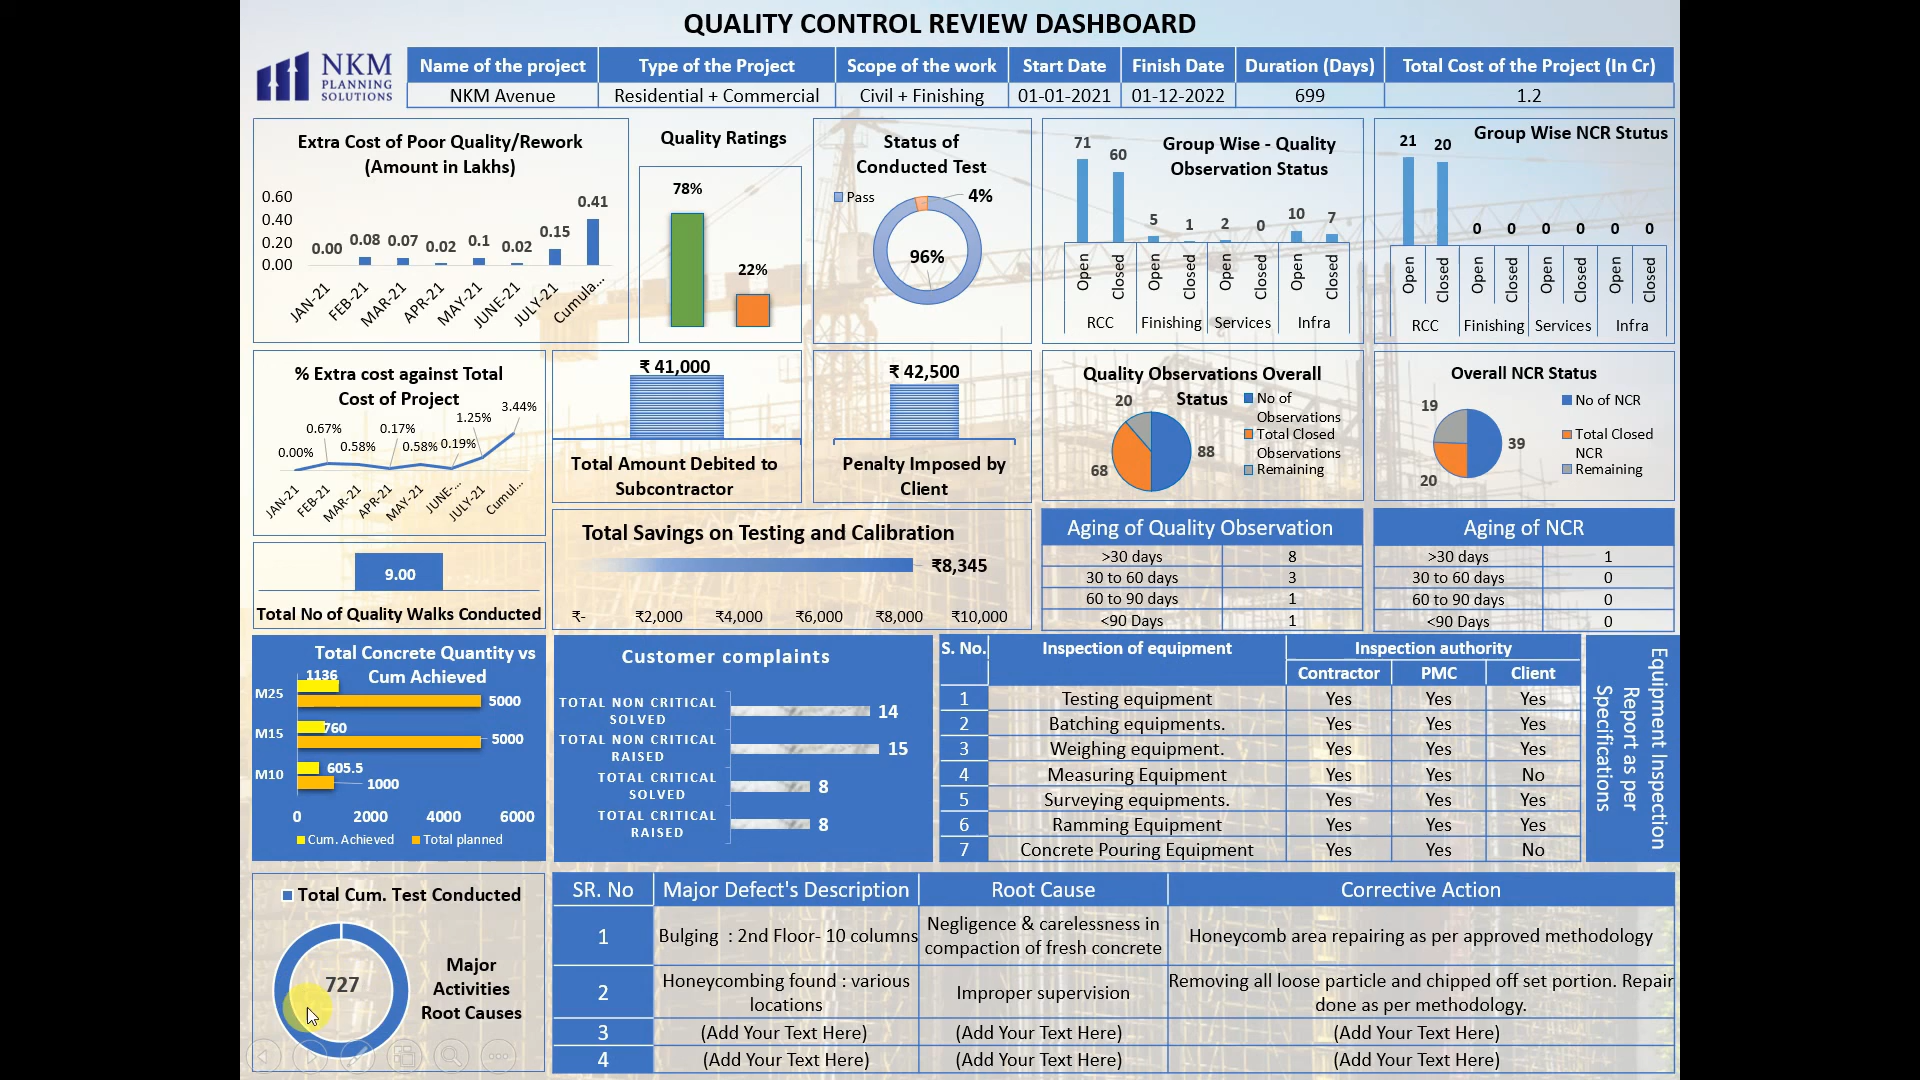 QUALITY CONTROL REVIEW DASHBOARD
NKM
PLANNING
SOLUTIONS
Name of the project
Type of the Project
Scope of the work
Start Date
Finish Date
Duration (Days)
Total Cost of the Project (In Cr)
NKM Avenue
Residential + Commercial
Civil + Finishing
01-01-2021
01-12-2022
699
1.2
Extra Cost of Poor Quality/Rework
(Amount in Lakhs)
0.60
0.40
0.20
0.00
0.00
0.08
0.07
0.02
0.1
0.02
0.15
0.41
JAN-21
FEB-21
MAR-21
APR-21
MAY-21
JUNE-21
JULY-21
Cumula...
Quality Ratings
78%
22%
Status of
Conducted Test
Pass
4%
96%
Group Wise - Quality
Observation Status
71
60
5
1
2
0
10
7
Open
Closed
Open
Closed
Open
Closed
Open
Closed
RCC
Finishing
Services
Infra
Group Wise NCR Stutus
21
20
0
0
0
0
0
0
Open
Closed
Open
Closed
Open
Closed
Open
Closed
RCC
Finishing
Services
Infra
% Extra cost against Total
Cost of Project
0.00%
0.67%
0.58%
0.17%
0.58%
0.19%
1.25%
3.44%
JAN-21
FEB-21
MAR-21
APR-21
MAY-21
JUNE-...
JULY-21
Cumul...
₹ 41,000
Total Amount Debited to
Subcontractor
₹ 42,500
Penalty Imposed by
Client
Quality Observations Overall
Status
20
88
68
No of
Observations
Total Closed
Observations
Remaining
Overall NCR Status
19
39
20
No of NCR
Total Closed
NCR
Remaining
9.00
Total No of Quality Walks Conducted
Total Savings on Testing and Calibration
₹8,345
₹-
₹2,000
₹4,000
₹6,000
₹8,000
₹10,000
Aging of Quality Observation
>30 days
8
30 to 60 days
3
60 to 90 days
1
<90 Days
1
Aging of NCR
>30 days
1
30 to 60 days
0
60 to 90 days
0
<90 Days
0
Total Concrete Quantity vs
Cum Achieved
M25
1136
5000
M15
760
5000
M10
605.5
1000
0
2000
4000
6000
Cum. Achieved
Total planned
Customer complaints
TOTAL NON CRITICAL
SOLVED
14
TOTAL NON CRITICAL
RAISED
15
TOTAL CRITICAL
SOLVED
8
TOTAL CRITICAL
RAISED
8
S. No.
Inspection of equipment
Inspection authority
Contractor
PMC
Client
1
Testing equipment
Yes
Yes
Yes
2
Batching equipments.
Yes
Yes
Yes
3
Weighing equipment.
Yes
Yes
Yes
4
Measuring Equipment
Yes
Yes
No
5
Surveying equipments.
Yes
Yes
Yes
6
Ramming Equipment
Yes
Yes
Yes
7
Concrete Pouring Equipment
Yes
Yes
No
Equipment Inspection
Report as per
Specifications
Total Cum. Test Conducted
727
Major
Activities
Root Causes
SR. No
Major Defect's Description
Root Cause
Corrective Action
1
Bulging : 2nd Floor- 10 columns
Negligence & carelessness in
compaction of fresh concrete
Honeycomb area repairing as per approved methodology
2
Honeycombing found : various
locations
Improper supervision
Removing all loose particle and chipped off set portion. Repair
done as per methodology.
3
(Add Your Text Here)
(Add Your Text Here)
(Add Your Text Here)
4
(Add Your Text Here)
(Add Your Text Here)
(Add Your Text Here)